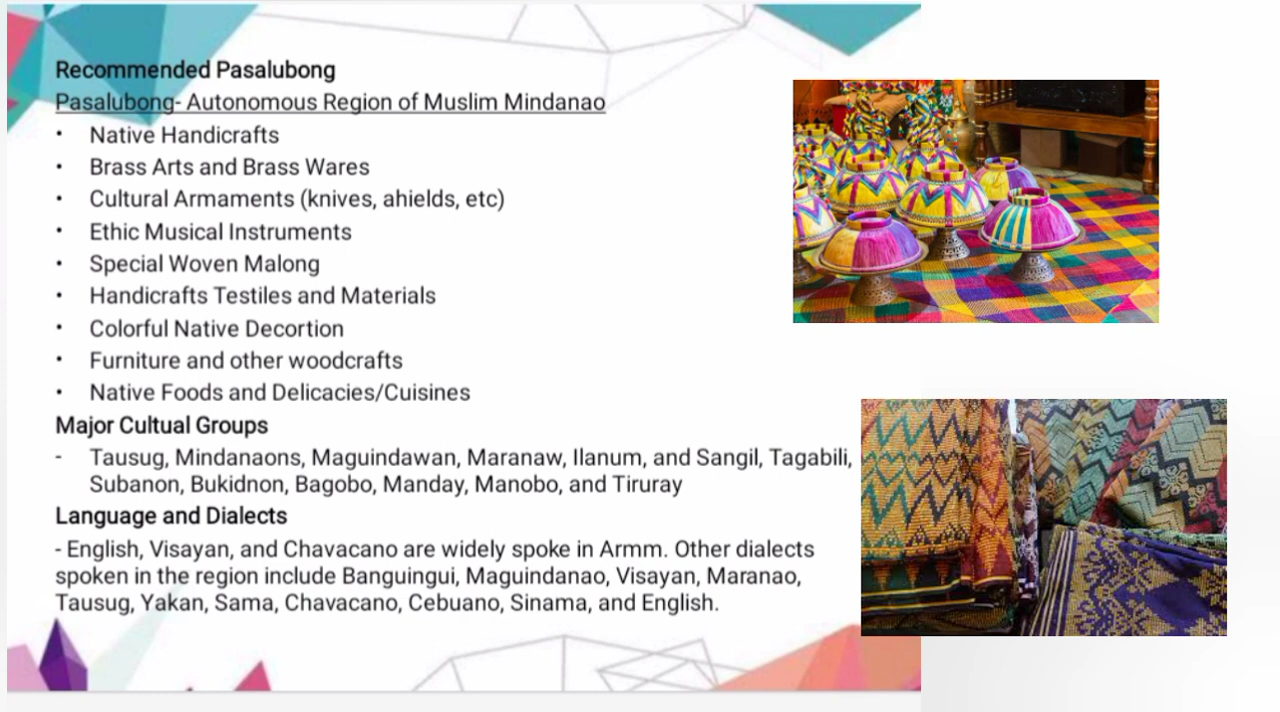 Recommended Pasalubong
Pasalubong- Autonomous Region of Muslim Mindanao
• Native Handicrafts
• Brass Arts and Brass Wares
• Cultural Armaments (knives, ahields, etc)
• Ethic Musical Instruments
• Special Woven Malong
• Handicrafts Testiles and Materials
• Colorful Native Decortion
• Furniture and other woodcrafts
• Native Foods and Delicacies/Cuisines
Major Cultual Groups
- Tausug, Mindanaons, Maguindawan, Maranaw, Ilanum, and Sangil, Tagabili,
Subanon, Bukidnon, Bagobo, Manday, Manobo, and Tiruray
Language and Dialects
- English, Visayan, and Chavacano are widely spoke in Armm. Other dialects
spoken in the region include Banguingui, Maguindanao, Visayan, Maranao,
Tausug, Yakan, Sama, Chavacano, Cebuano, Sinama, and English.